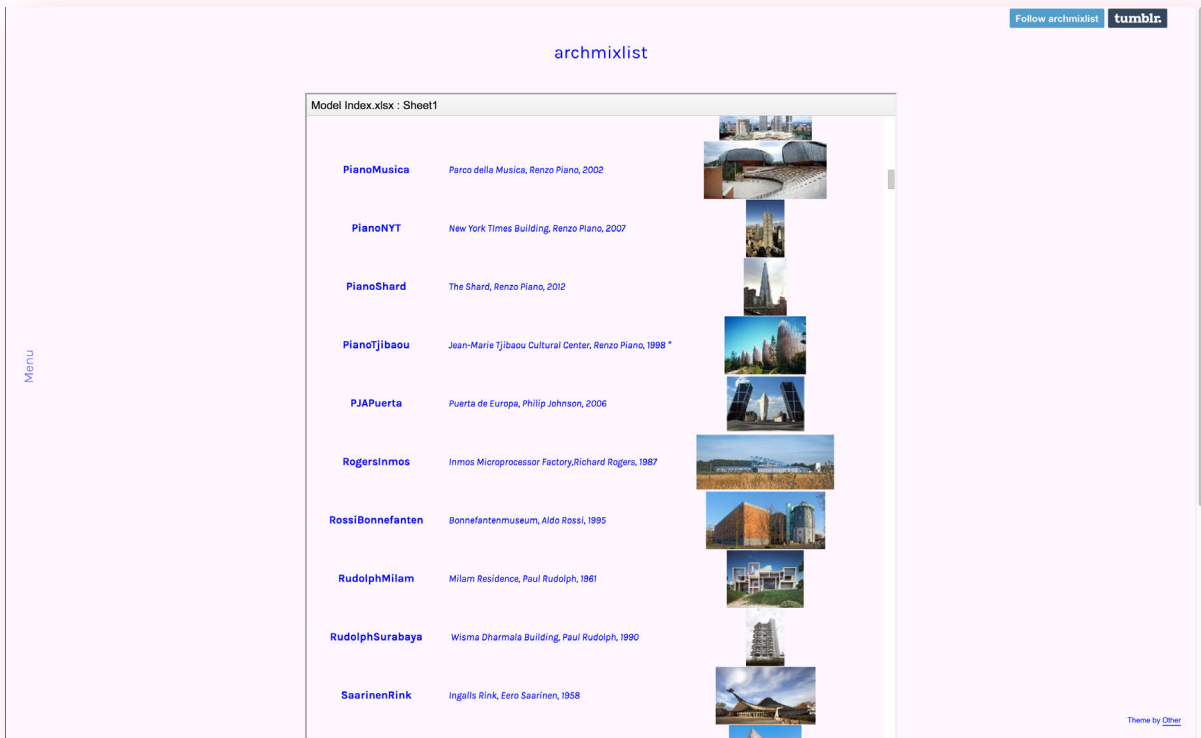 Follow archmixlist tumblr.
archmixlist
Model Index.xlsx : Sheet1
PianoMusica Parco della Musica, Renzo Piano, 2002
PianoNYT New York TImes Building, Renzo PIano, 2007
PianoShard The Shard, Renzo Piano, 2012
PianoTjibaou Jean-Marie Tjibaou Cultural Center, Renzo Piano, 1998 "
Menu
PJAPuerta Puerta de Europa, Philip Johnson, 2006
RogersInmos Inmos Microprocessor Factory,Richard Rogers, 1987
RossiBonnefanten Bonnefantenmuseum, Aldo Rossi, 1995
RudolphMilam Milam Residence, Paul Rudolph, 1961
RudolphSurabaya Wisma Dharmala Building, Paul Rudolph, 1990
SaarinenRink Ingalls Rink, Eero Saarinen, 1958
Theme by Other